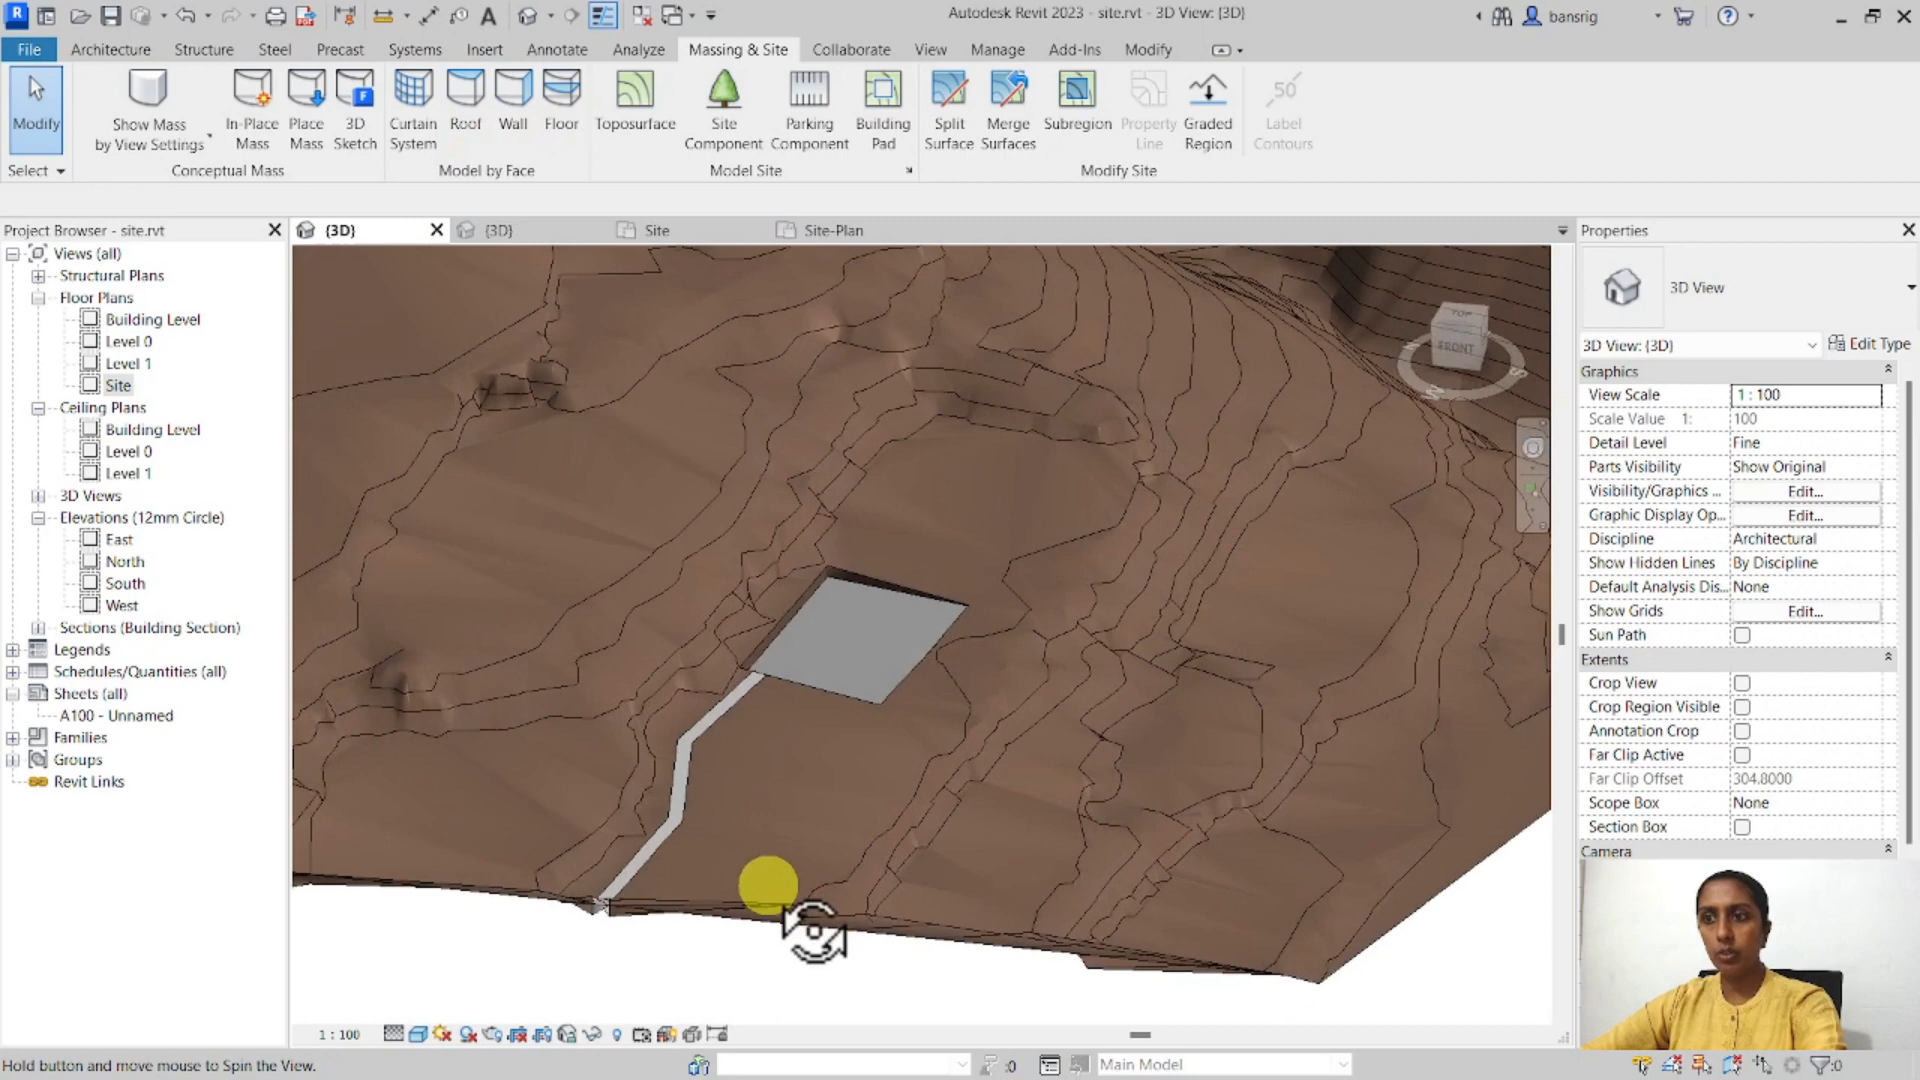 R
Autodesk Revit 2023 - site.rvt - 3D View: {3D}
bansrig
File Architecture Structure Steel Precast Systems Insert Annotate Analyze Massing & Site Collaborate View Manage Add-Ins Modify
Modify
Show Mass by View Settings
In-Place Mass
Place Mass
3D Sketch
Curtain System
Roof
Wall
Floor
Toposurface
Site Component
Parking Component
Building Pad
Split Surface
Merge Surfaces
Subregion
Property Line
Graded Region
50
Label Contours
Select
Conceptual Mass
Model by Face
Model Site
Modify Site
Project Browser - site.rvt
Views (all)
Structural Plans
Floor Plans
Building Level
Level 0
Level 1
Site
Ceiling Plans
Building Level
Level 0
Level 1
3D Views
Elevations (12mm Circle)
East
North
South
West
Sections (Building Section)
Legends
Schedules/Quantities (all)
Sheets (all)
A100 - Unnamed
Families
Groups
Revit Links
{3D}
{3D}
Site
Site-Plan
TOP
FRONT
Properties
3D View
3D View: {3D}
Edit Type
Graphics
View Scale 1 : 100
Scale Value 1: 100
Detail Level Fine
Parts Visibility Show Original
Visibility/Graphics ... Edit...
Graphic Display Op... Edit...
Discipline Architectural
Show Hidden Lines By Discipline
Default Analysis Dis... None
Show Grids Edit...
Sun Path
Extents
Crop View
Crop Region Visible
Annotation Crop
Far Clip Active
Far Clip Offset 304.8000
Scope Box None
Section Box
Camera
1 : 100
Hold button and move mouse to Spin the View.
:0
Main Model
:0